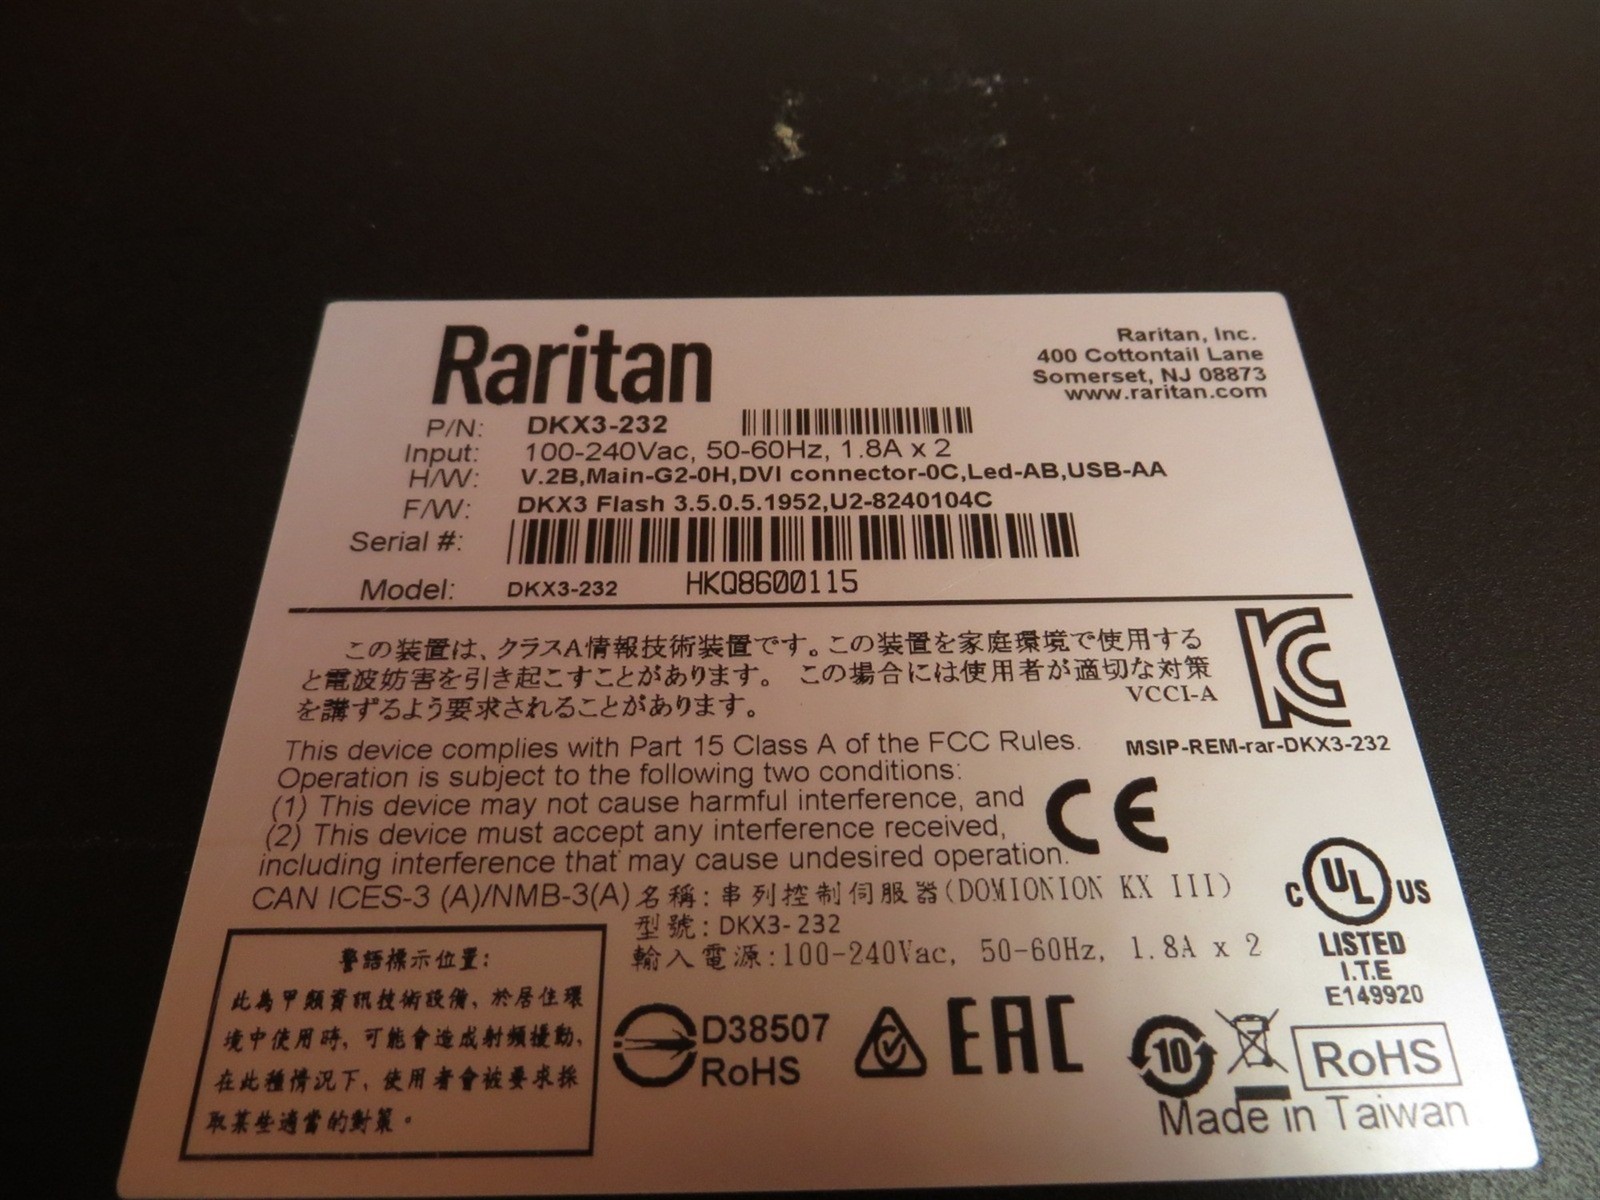 Raritan
Raritan, Inc.
400 Cottontail Lane
Somerset, NJ 08873
www.raritan.com
P/N: DKX3-232
Input: 100-240Vac, 50-60Hz, 1.8A x 2
H/W: V.2B,Main-G2-0H,DVI connector-0C,Led-AB,USB-AA
F/W: DKX3 Flash 3.5.0.5.1952,U2-8240104C
Serial #:
Model: DKX3-232 HKQ8600115
この装置は、クラスA情報技術装置です。この装置を家庭環境で使用する
と電波妨害を引き起こすことがあります。 この場合には使用者が適切な対策
を講ずるよう要求されることがあります。
VCCI-A
MSIP-REM-rar-DKX3-232
This device complies with Part 15 Class A of the FCC Rules.
Operation is subject to the following two conditions:
(1) This device may not cause harmful interference, and
(2) This device must accept any interference received,
including interference that may cause undesired operation.
CE
CAN ICES-3 (A)/NMB-3(A) 名稱:串列控制伺服器(DOMIONION KX III)
型號:DKX3-232
輸入電源:100-240Vac, 50-60Hz, 1.8A x 2
C UL US
LISTED
I.T.E
E149920
警語標示位置:
此為甲類資訊技術設備、於居住環
境中使用時,可能會造成射頻擾動,
在此種情況下、使用者會被要求採
取某些適當的對策。
D38507
RoHS
EAC
10
RoHS
Made in Taiwan